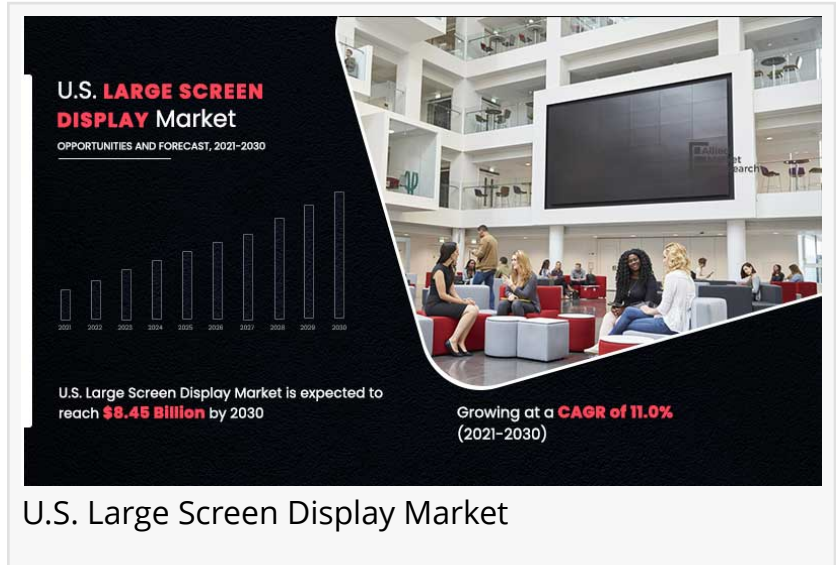 U.S. LARGE SCREEN
DISPLAY Market
OPPORTUNITIES AND FORECAST, 2021-2030
2021 2022 2023 2024 2025 2026 2027 2028 2029 2030
U.S. Large Screen Display Market is expected to
reach $8.45 Billion by 2030
Growing at a CAGR of 11.0%
(2021-2030)
U.S. Large Screen Display Market